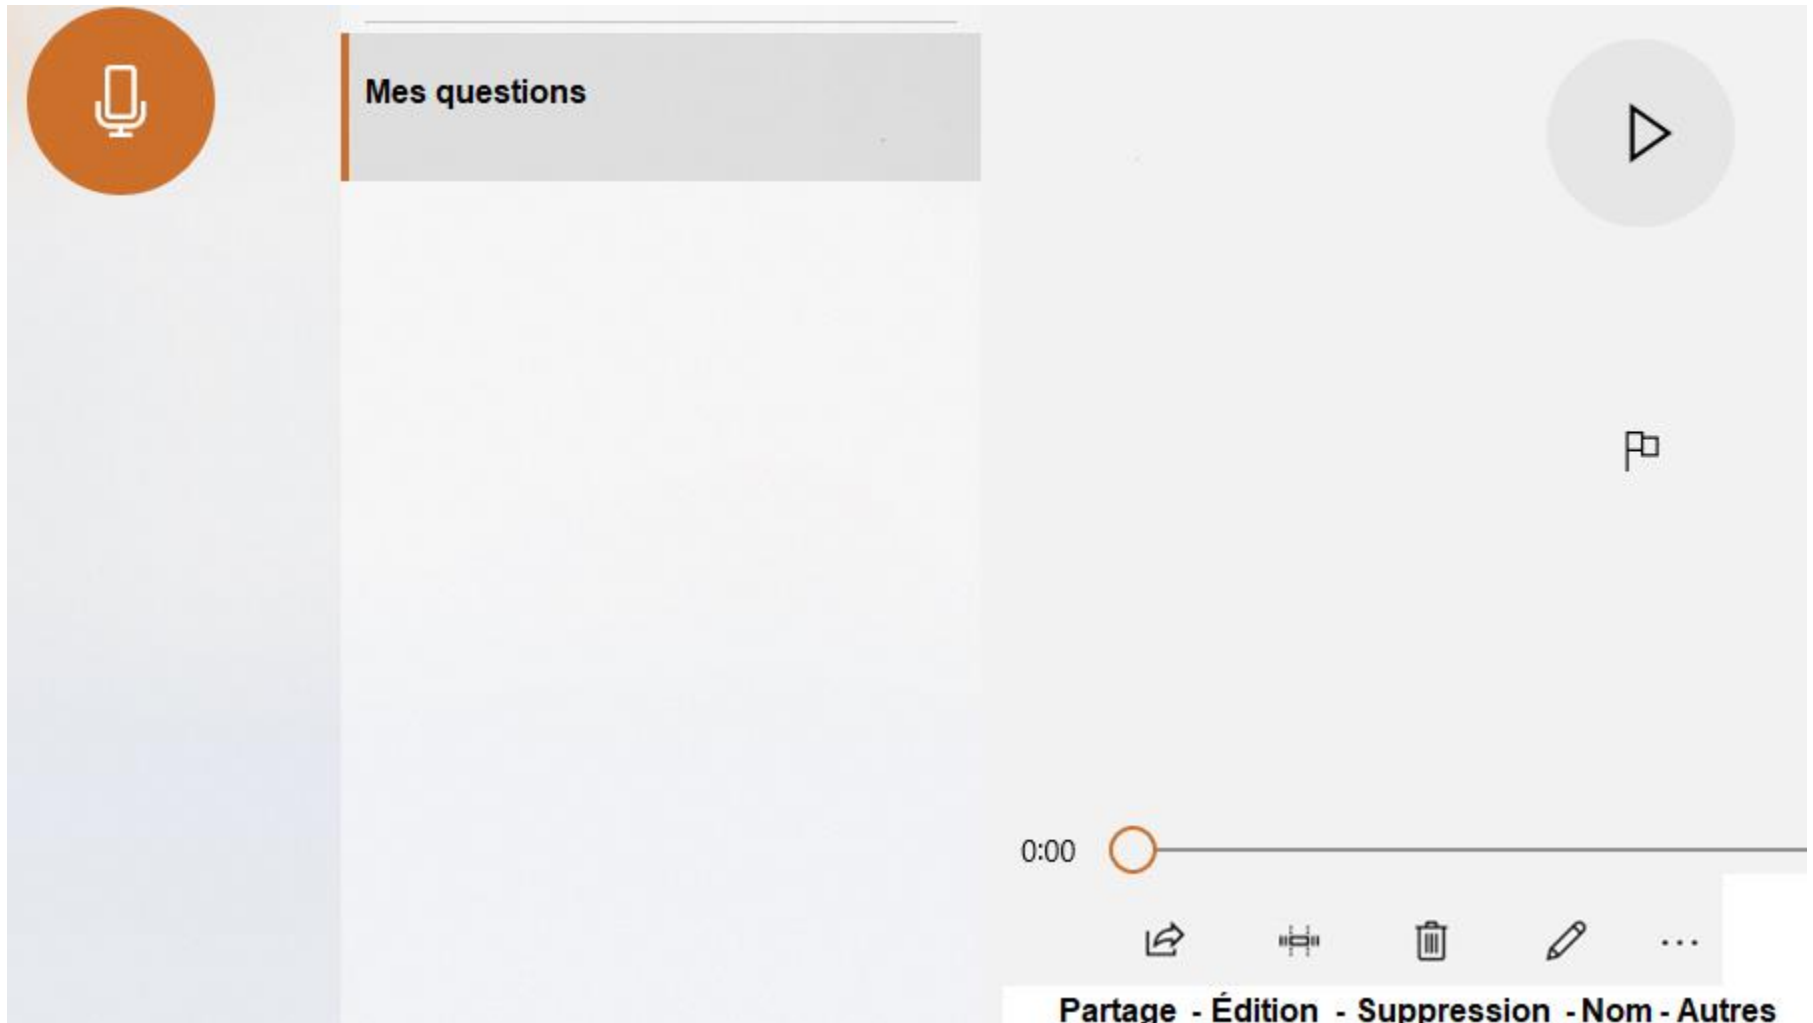 Mes questions
0:00
Partage - Édition - Suppression - Nom - Autres